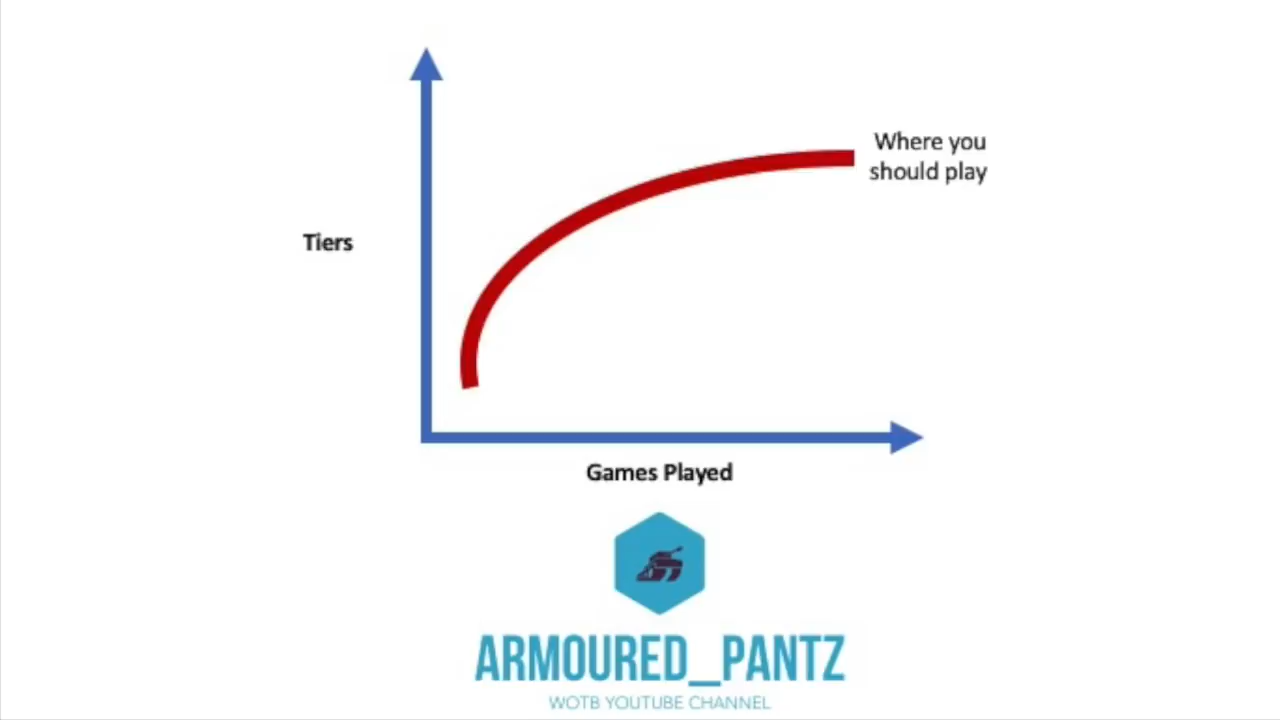 Where you
should play
Tiers
Games Played
ARMOURED_PANTZ
WOTB YOUTUBE CHANNEL